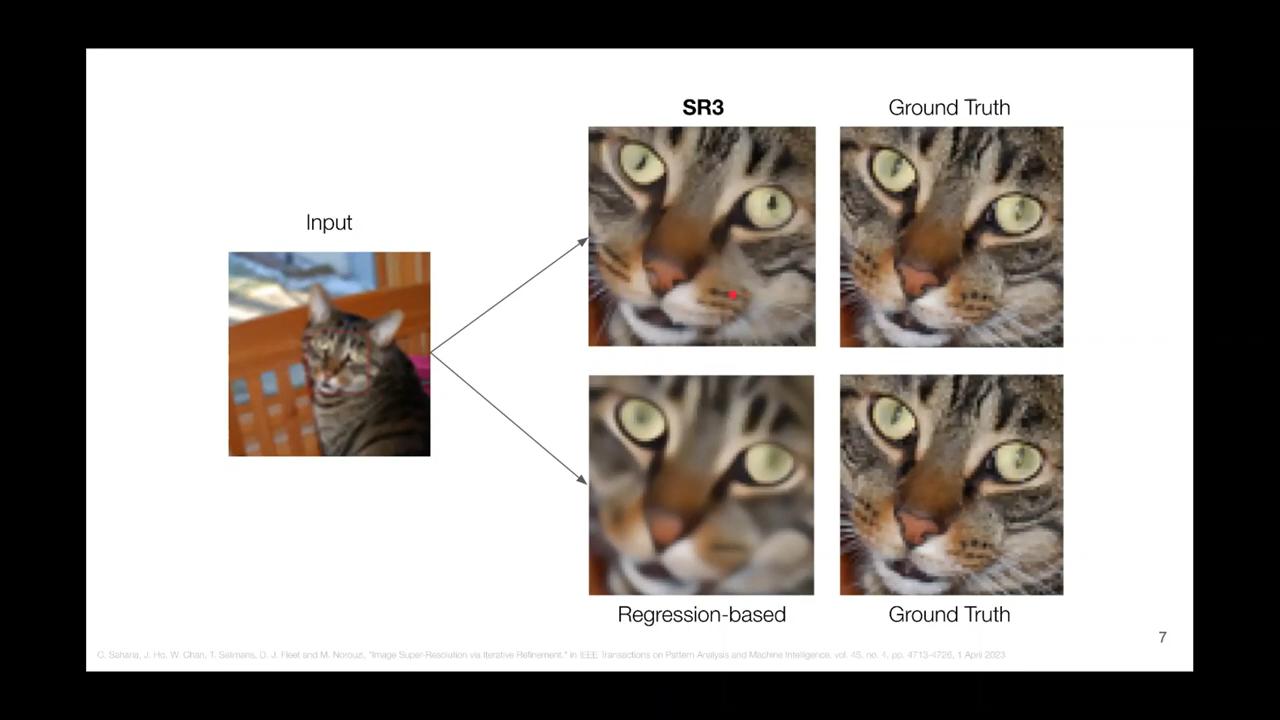 SR3
Ground Truth
Input
Regression-based
Ground Truth
7
C. Saharia, J. Ho, W. Chan, T. Salimans, D. J. Fleet and M. Norouzi, "Image Super-Resolution via Iterative Refinement," in IEEE Transactions on Pattern Analysis and Machine Intelligence, vol. 45, no. 4, pp. 4713-4726, 1 April 2023